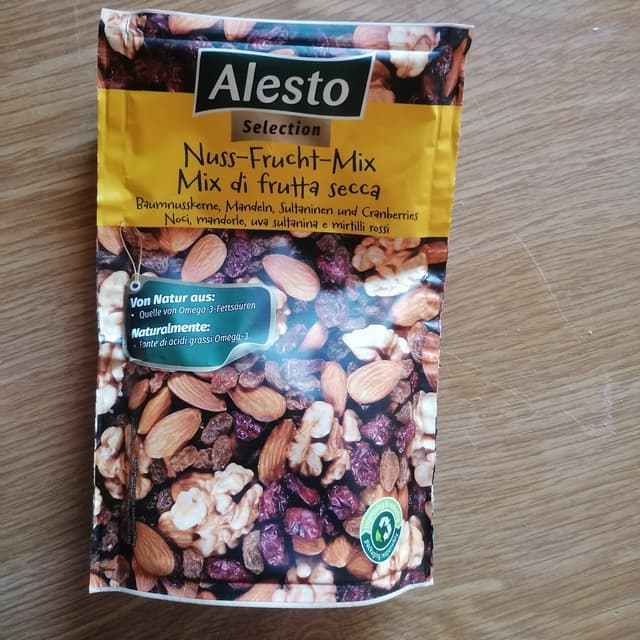 Alesto
Selection
Nuss-Frucht-Mix
Mix di frutta secca
Baumnusskerne, Mandeln, Sultaninen und Cranberries
Noci, mandorle, uva sultanina e mirtilli rossi
Von Natur aus:
• Quelle von Omega-3-Fettsäuren
Naturalmente:
• Fonte di acidi grassi Omega-3